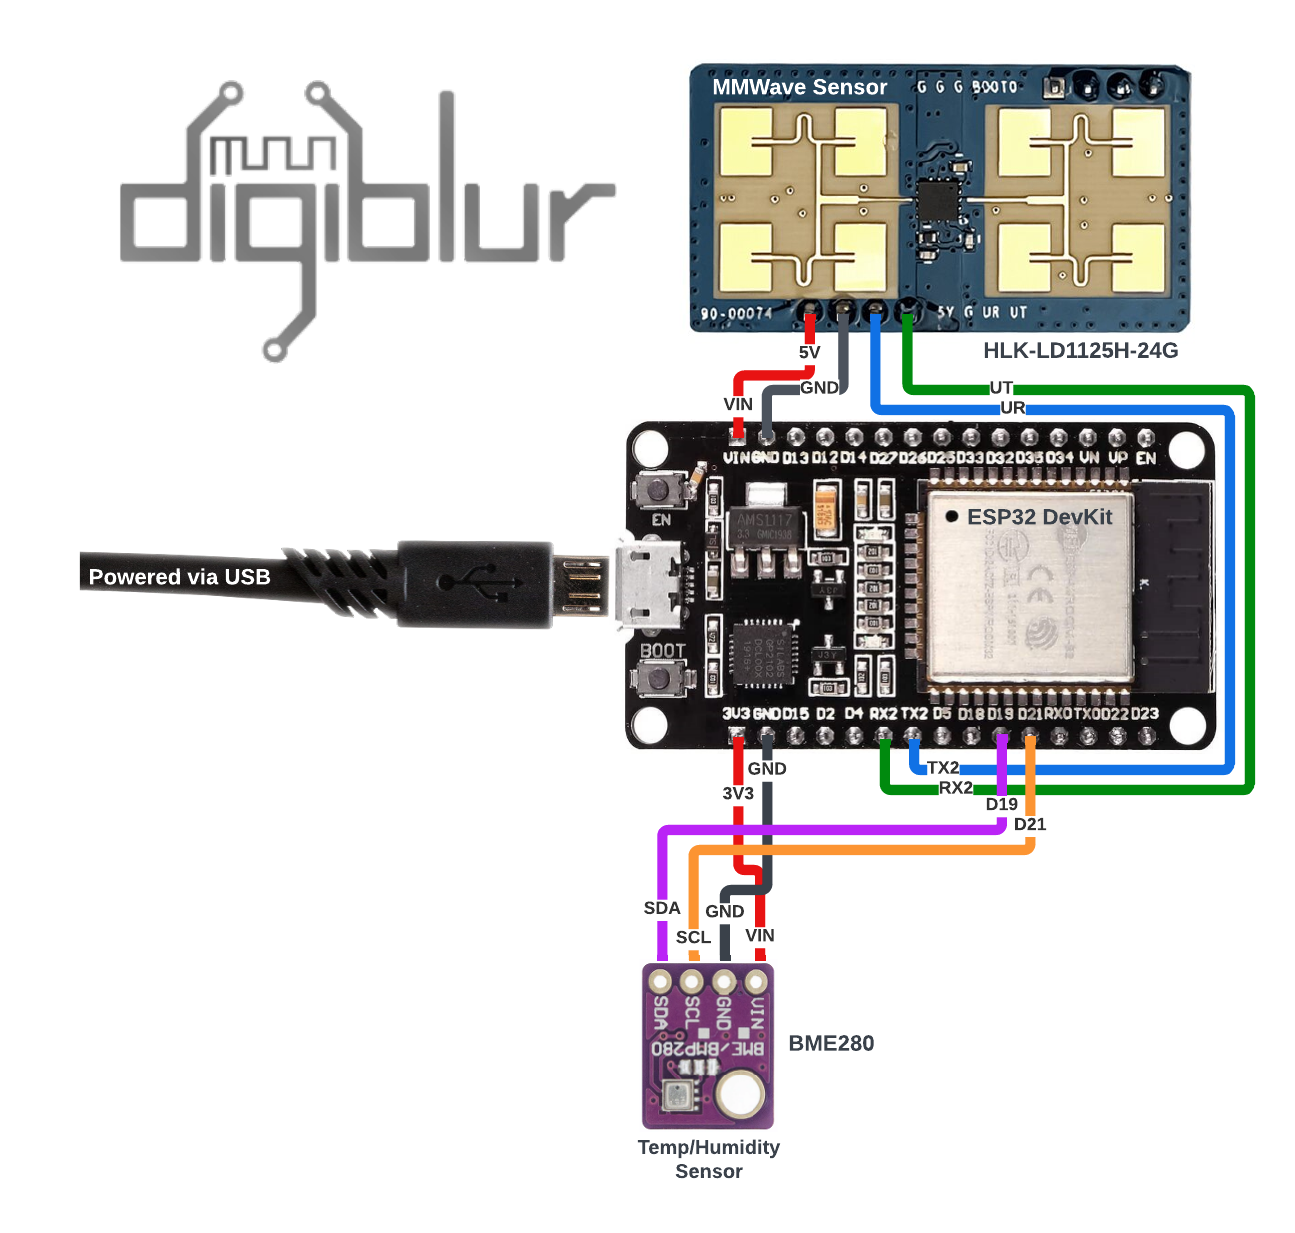 digiblur
MMWave Sensor
G G G BOOT0
90-00074
5V G UR UT
HLK-LD1125H-24G
5V
GND
VIN
UT
UR
VIN GND D13 D12 D14 D27 D26 D25 D33 D32 D35 D34 VN VP EN
EN
AMS1117
ESP32 DevKit
Powered via USB
SILABS
CP2102
BOOT
3V3 GND D15 D2 D4 RX2 TX2 D5 D18 D19 D21 RX0 TX0 D22 D23
GND
TX2
3V3
RX2
D19
D21
SDA
GND
SCL
VIN
SDA SCL GND VIN
BME/BMP280
BME280
Temp/Humidity
Sensor